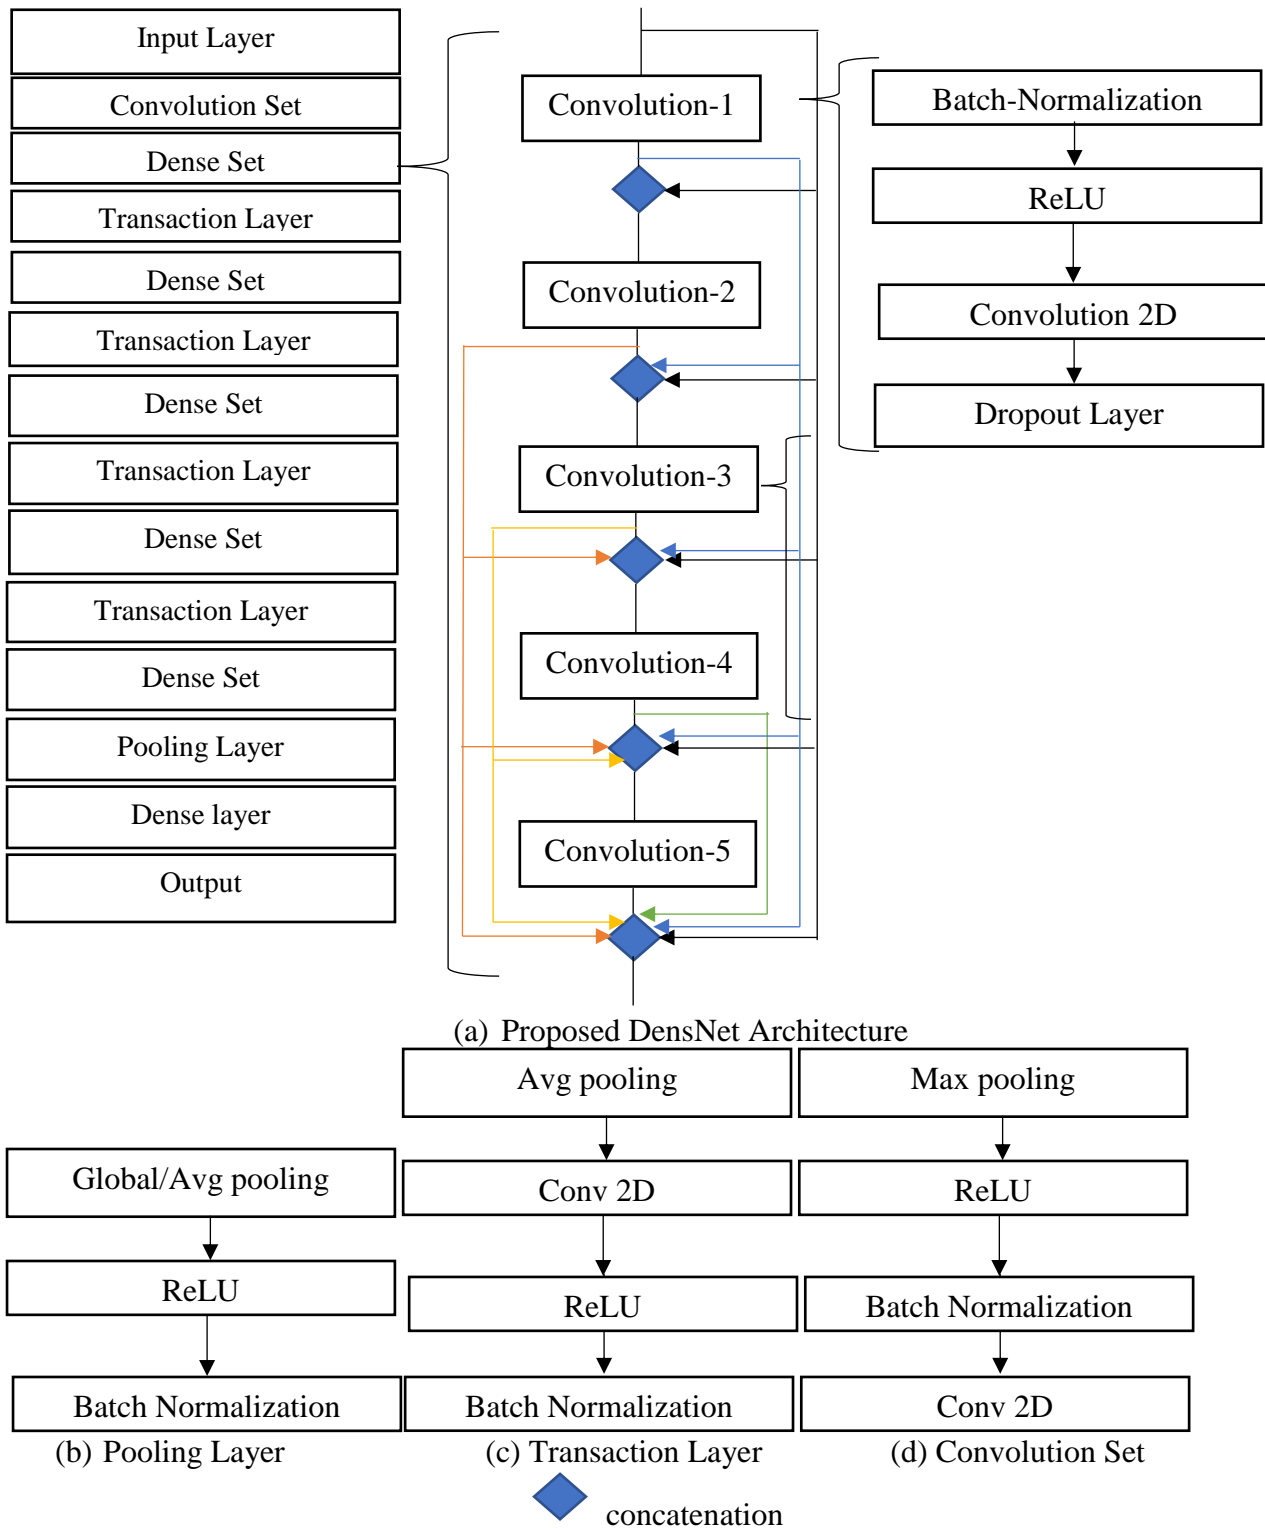 Input Layer
Convolution Set
Dense Set
Transaction Layer
Dense Set
Transaction Layer
Dense Set
Transaction Layer
Dense Set
Transaction Layer
Dense Set
Pooling Layer
Dense layer
Output
Convolution-1
Convolution-2
Convolution-3
Convolution-4
Convolution-5
Batch-Normalization
ReLU
Convolution 2D
Dropout Layer
(a) Proposed DensNet Architecture
Global/Avg pooling
ReLU
Batch Normalization
(b) Pooling Layer
Avg pooling
Conv 2D
ReLU
Batch Normalization
(c) Transaction Layer
Max pooling
ReLU
Batch Normalization
Conv 2D
(d) Convolution Set
concatenation